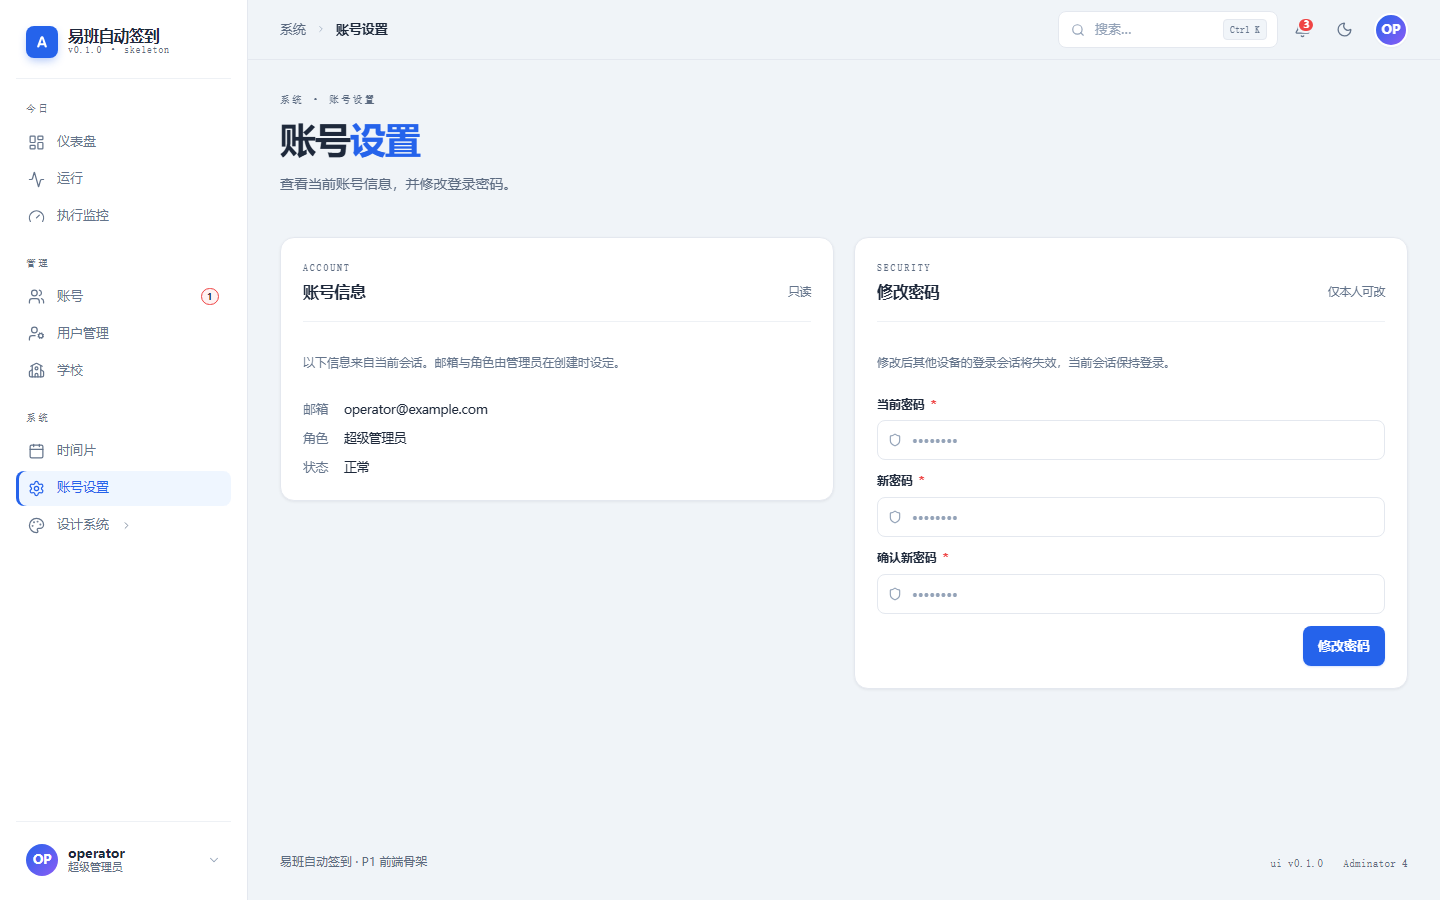 A
易班自动签到
v0.1.0 · skeleton
今日
仪表盘
运行
执行监控
管理
账号
1
用户管理
学校
系统
时间片
账号设置
设计系统
OP
operator
超级管理员
系统 › 账号设置
搜索...
Ctrl K
3
OP
系统 · 账号设置
账号设置
查看当前账号信息，并修改登录密码。
ACCOUNT
账号信息
只读
以下信息来自当前会话。邮箱与角色由管理员在创建时设定。
邮箱 operator@example.com
角色 超级管理员
状态 正常
SECURITY
修改密码
仅本人可改
修改后其他设备的登录会话将失效，当前会话保持登录。
当前密码 *
••••••••
新密码 *
••••••••
确认新密码 *
••••••••
修改密码
易班自动签到 · P1 前端骨架
ui v0.1.0
Adminator 4